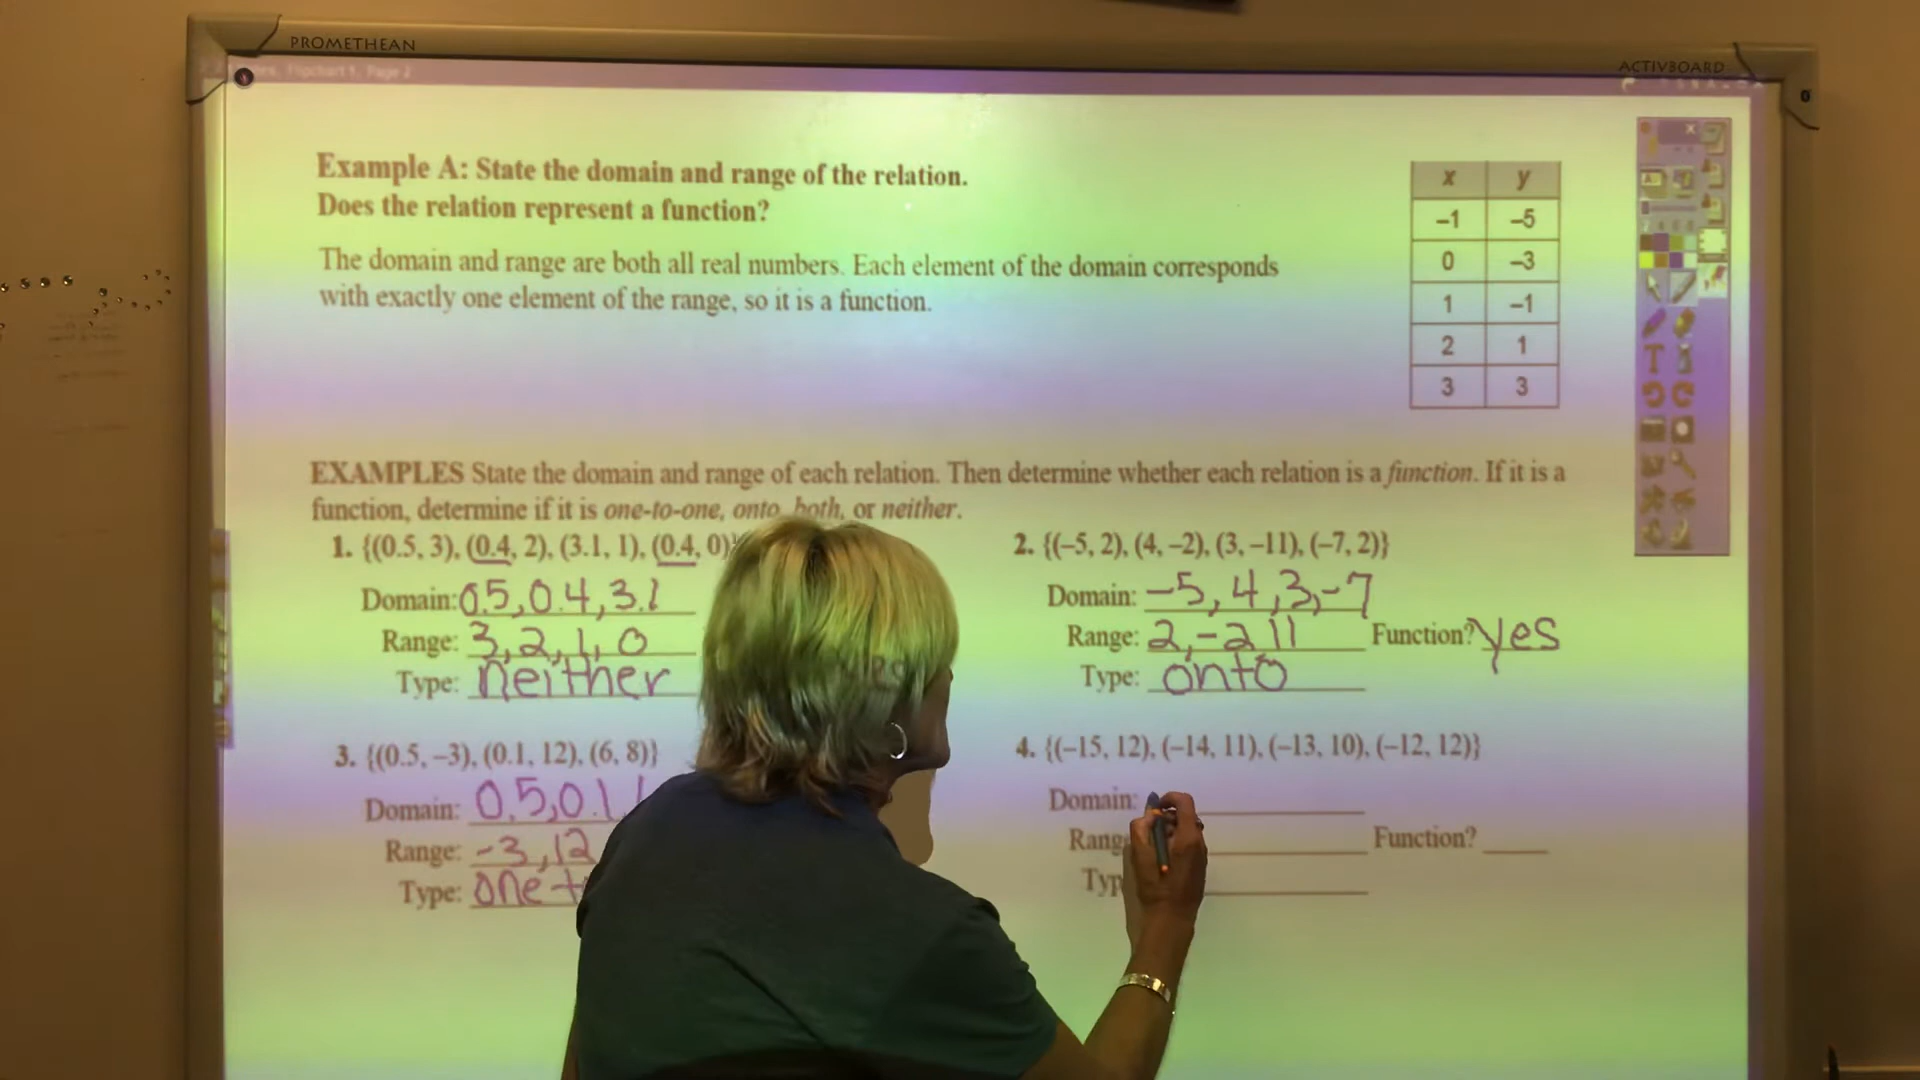 PROMETHEAN
ACTIVBOARD
Flipchart 1, Page 2
Example A: State the domain and range of the relation.
Does the relation represent a function?
The domain and range are both all real numbers. Each element of the domain corresponds
with exactly one element of the range, so it is a function.
x y
–1 –5
0 –3
1 –1
2 1
3 3
EXAMPLES State the domain and range of each relation. Then determine whether each relation is a function. If it is a
function, determine if it is one-to-one, onto, both, or neither.
1. {(0.5, 3), (0.4, 2), (3.1, 1), (0.4, 0)}
Domain: 0.5, 0.4, 3.1
Range: 3, 2, 1, 0
Type: neither
2. {(–5, 2), (4, –2), (3, –11), (–7, 2)}
Domain: -5, 4, 3, -7
Range: 2, -2 11 Function? yes
Type: onto
3. {(0.5, –3), (0.1, 12), (6, 8)}
Domain: 0.5, 0.1
Range: -3, 12
Type: one
4. {(–15, 12), (–14, 11), (–13, 10), (–12, 12)}
Domain:
Function?